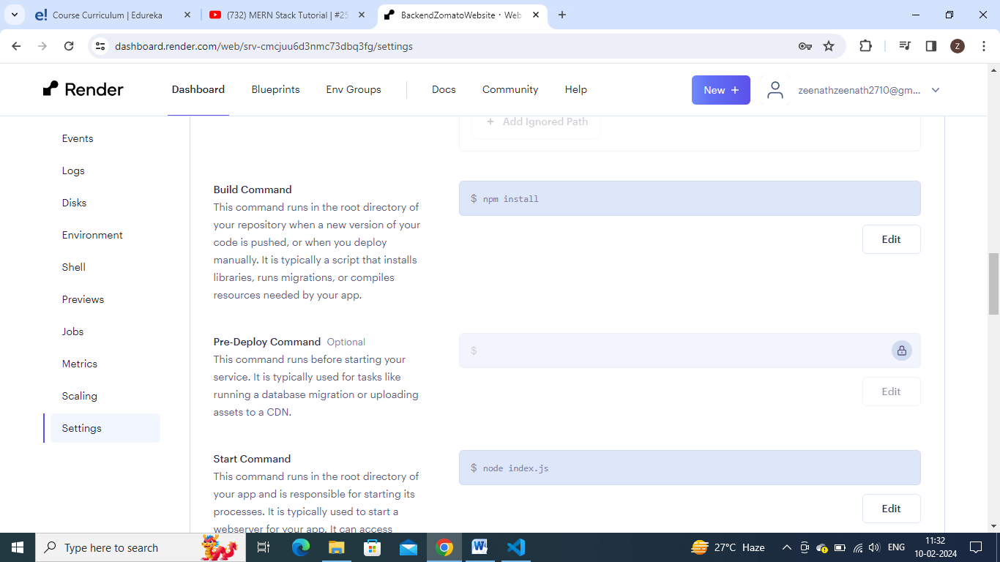 Course Curriculum | Edureka
(732) MERN Stack Tutorial | #25
BackendZomatoWebsite · Web
dashboard.render.com/web/srv-cmcjuu6d3nmc73dbq3fg/settings
Z
Render
Dashboard
Blueprints
Env Groups
Docs
Community
Help
New +
zeenathzeenath2710@gm...
Events
Logs
Disks
Environment
Shell
Previews
Jobs
Metrics
Scaling
Settings
+ Add Ignored Path
Build Command
This command runs in the root directory of
your repository when a new version of your
code is pushed, or when you deploy
manually. It is typically a script that installs
libraries, runs migrations, or compiles
resources needed by your app.
$ npm install
Edit
Pre-Deploy Command Optional
This command runs before starting your
service. It is typically used for tasks like
running a database migration or uploading
assets to a CDN.
$
Edit
Start Command
This command runs in the root directory of
your app and is responsible for starting its
processes. It is typically used to start a
webserver for your app. It can access
$ node index.js
Edit
Type here to search
27°C Haze
ENG
11:32
10-02-2024